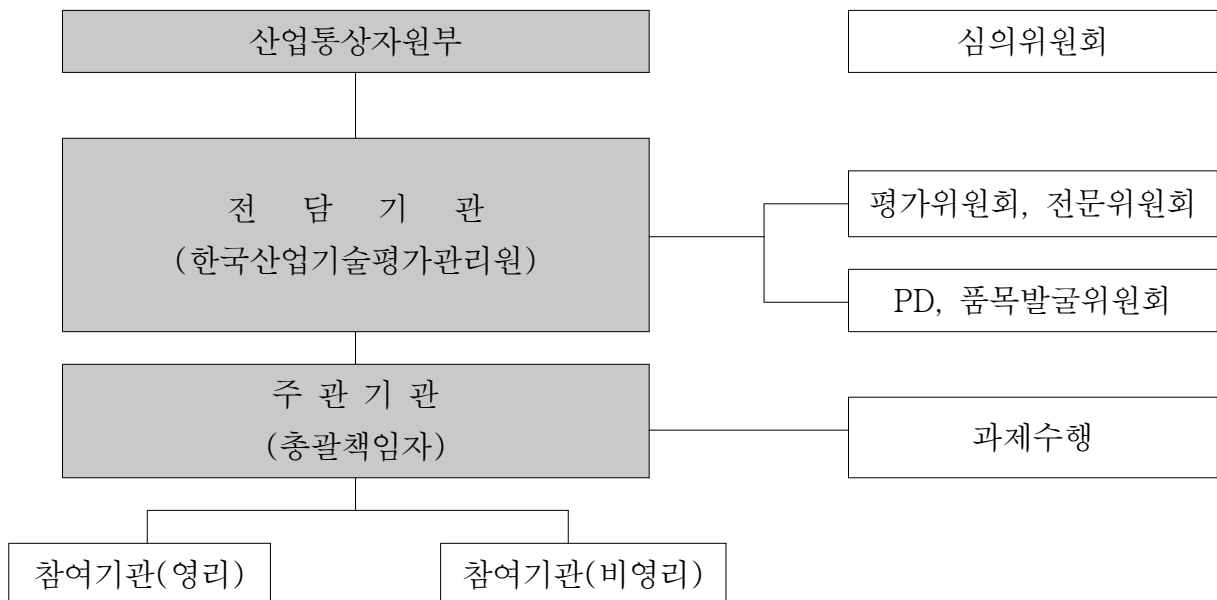 산업통상자원부
심의위원회
전 담 기 관
(한국산업기술평가관리원)
평가위원회, 전문위원회
PD, 품목발굴위원회
주 관 기 관
(총괄책임자)
과제수행
참여기관(영리)
참여기관(비영리)